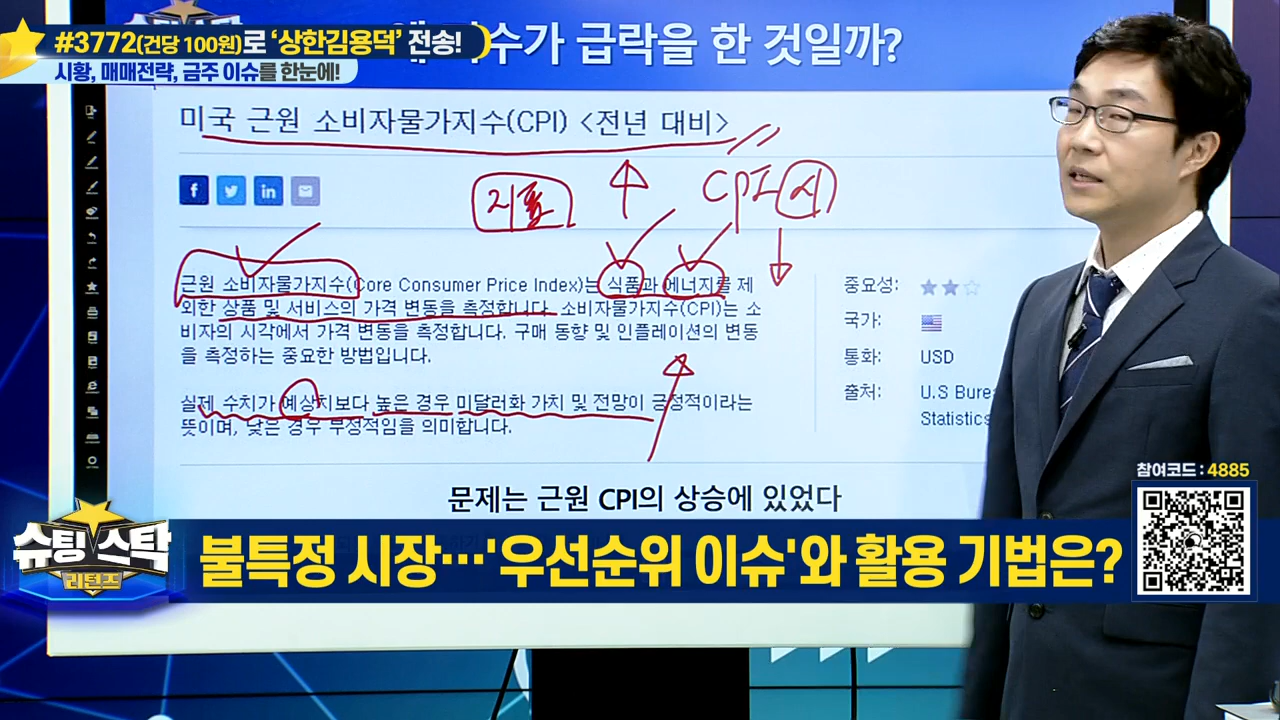 #3772(건당 100원)로 '상한김용덕' 전송!
시황, 매매전략, 금주 이슈를 한눈에!
수가 급락을 한 것일까?
미국 근원 소비자물가지수(CPI) <전년 대비>
지표
CPI 시
근원 소비자물가지수(Core Consumer Price Index)는 식품과 에너지를 제
외한 상품 및 서비스의 가격 변동을 측정합니다. 소비자물가지수(CPI)는 소
비자의 시각에서 가격 변동을 측정합니다. 구매 동향 및 인플레이션의 변동
을 측정하는 중요한 방법입니다.
실제 수치가 예상치보다 높은 경우 미달러화 가치 및 전망이 긍정적이라는
뜻이며, 낮은 경우 부정적임을 의미합니다.
중요성:
국가:
통화: USD
출처: U.S Bure
Statistics
문제는 근원 CPI의 상승에 있었다
참여코드 : 4885
슈팅스탁
리턴즈
불특정 시장…'우선순위 이슈'와 활용 기법은?